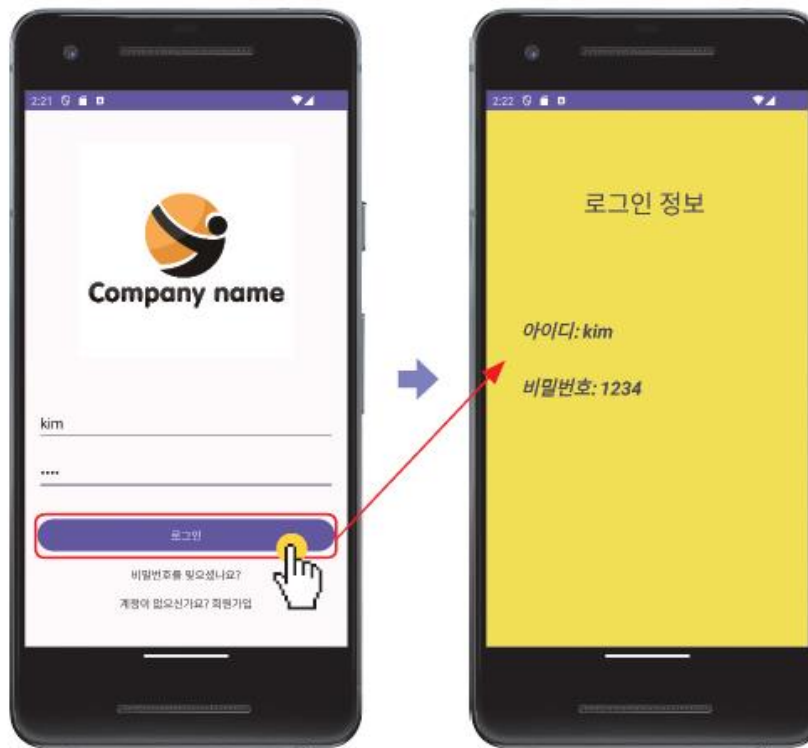 2:21
Company name
kim
••••
로그인
비밀번호를 잊으셨나요?
계정이 없으신가요? 회원가입
2:22
로그인 정보
아이디: kim
비밀번호: 1234